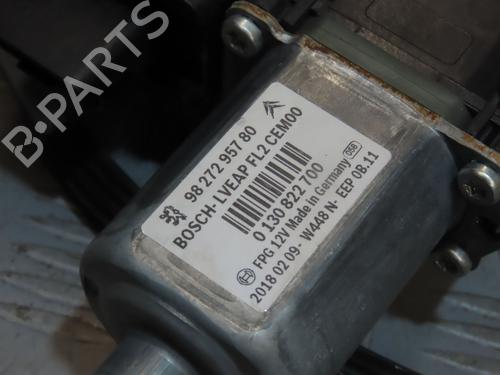 98 272 957 80
BOSCH-LVEAP FL2 CEM00
0 130 822 700
FPG 12V Made in Germany 058
2018 02 09 - W448 N- EEP 08.11
B-PARTS